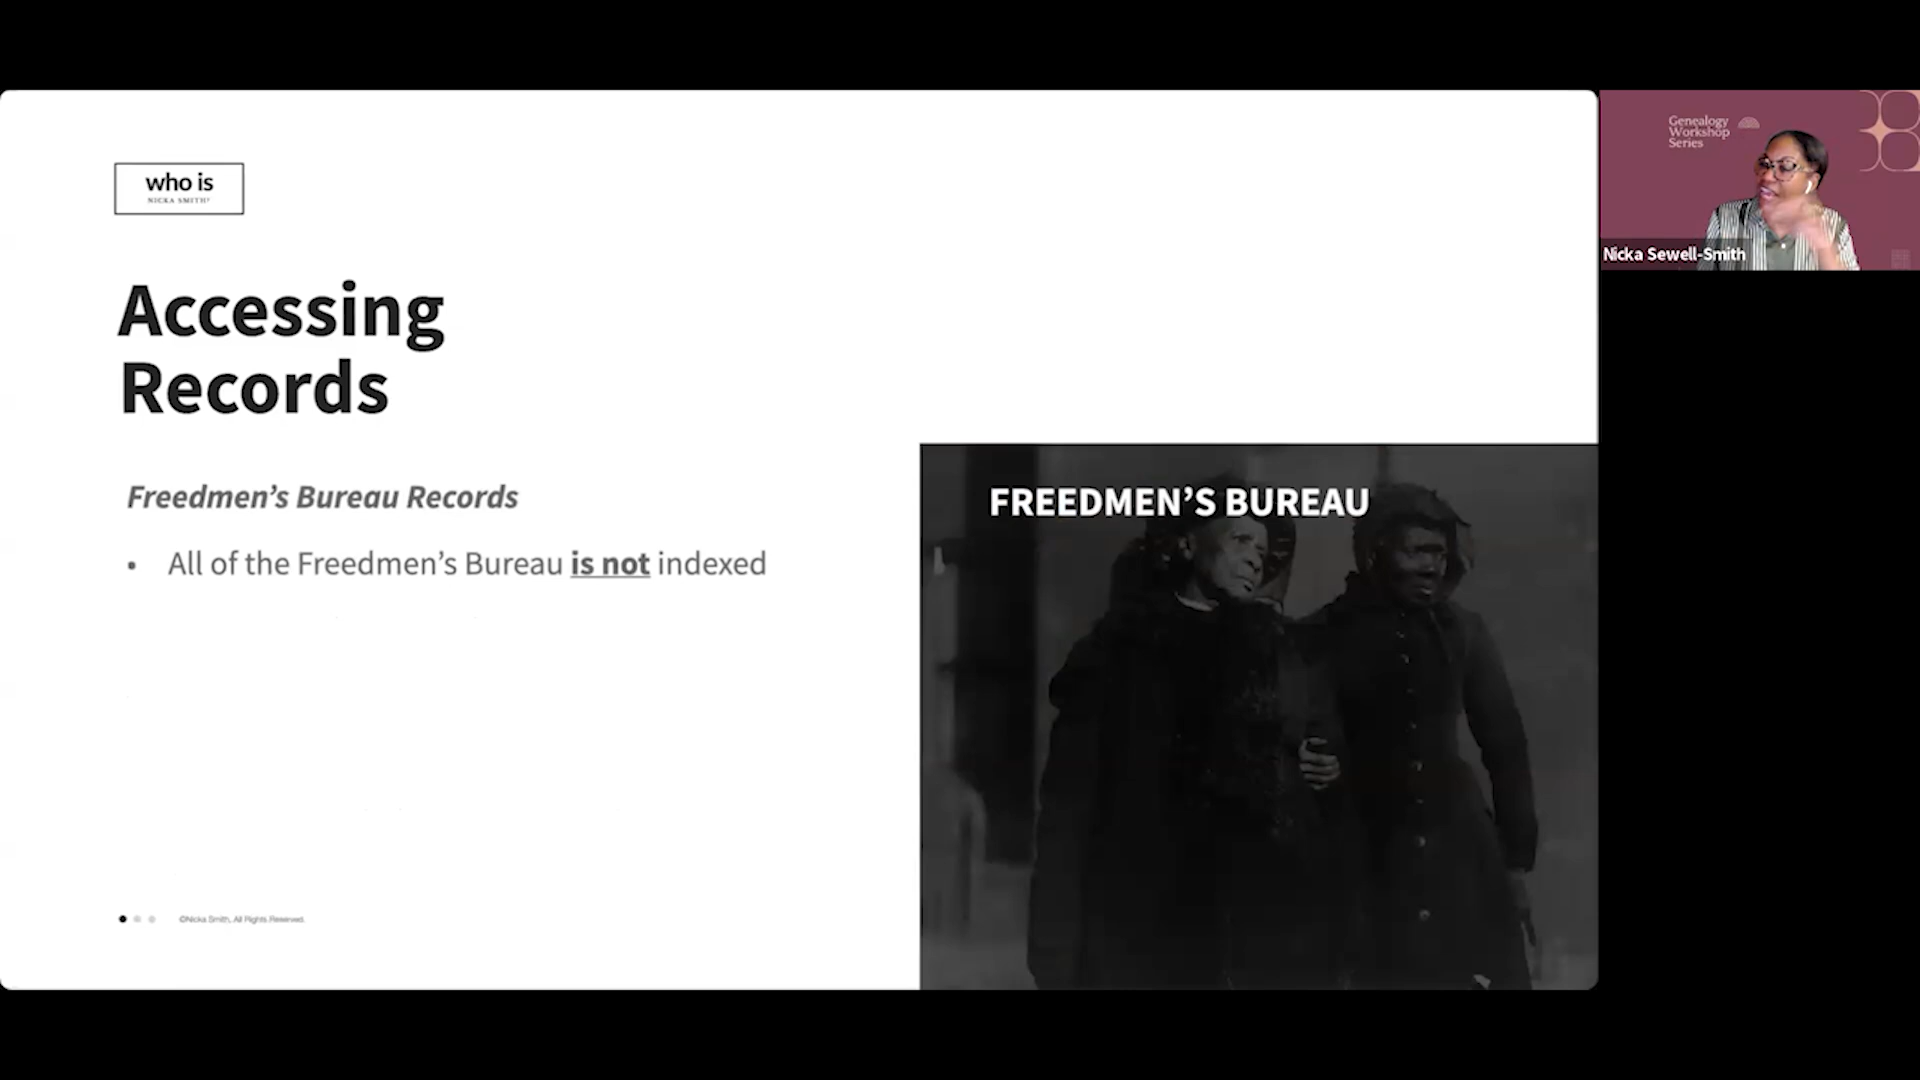 who is
NICKA SMITH?
Accessing
Records
Freedmen's Bureau Records
• All of the Freedmen's Bureau is not indexed
FREEDMEN'S BUREAU
©Nicka Smith, All Rights Reserved.
Genealogy
Workshop
Series
Nicka Sewell-Smith